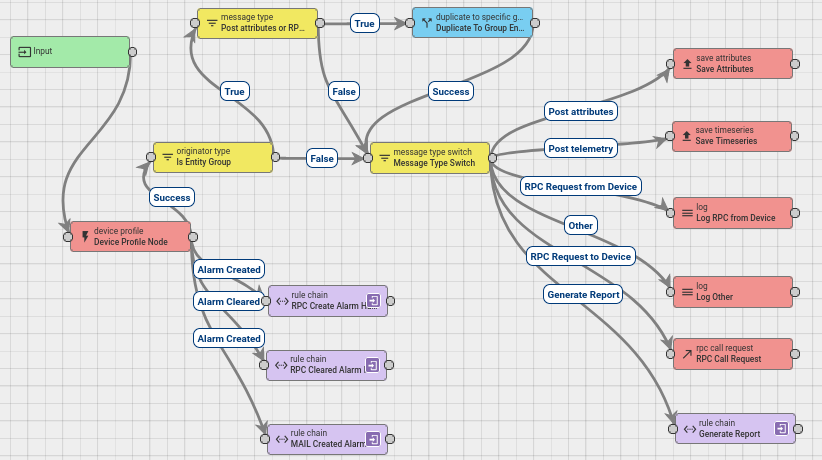 message type
Post attributes or RP...
True
duplicate to specific g...
Duplicate To Group En...
Input
save attributes
Save Attributes
True
False
Success
Post attributes
save timeseries
Save Timeseries
originator type
Is Entity Group
False
message type switch
Message Type Switch
Post telemetry
Success
RPC Request from Device
log
Log RPC from Device
device profile
Device Profile Node
Other
RPC Request to Device
Alarm Created
Alarm Cleared
rule chain
RPC Create Alarm
Generate Report
log
Log Other
Alarm Created
rule chain
RPC Cleared Alarm
rpc call request
RPC Call Request
rule chain
MAIL Created Alarm
rule chain
Generate Report